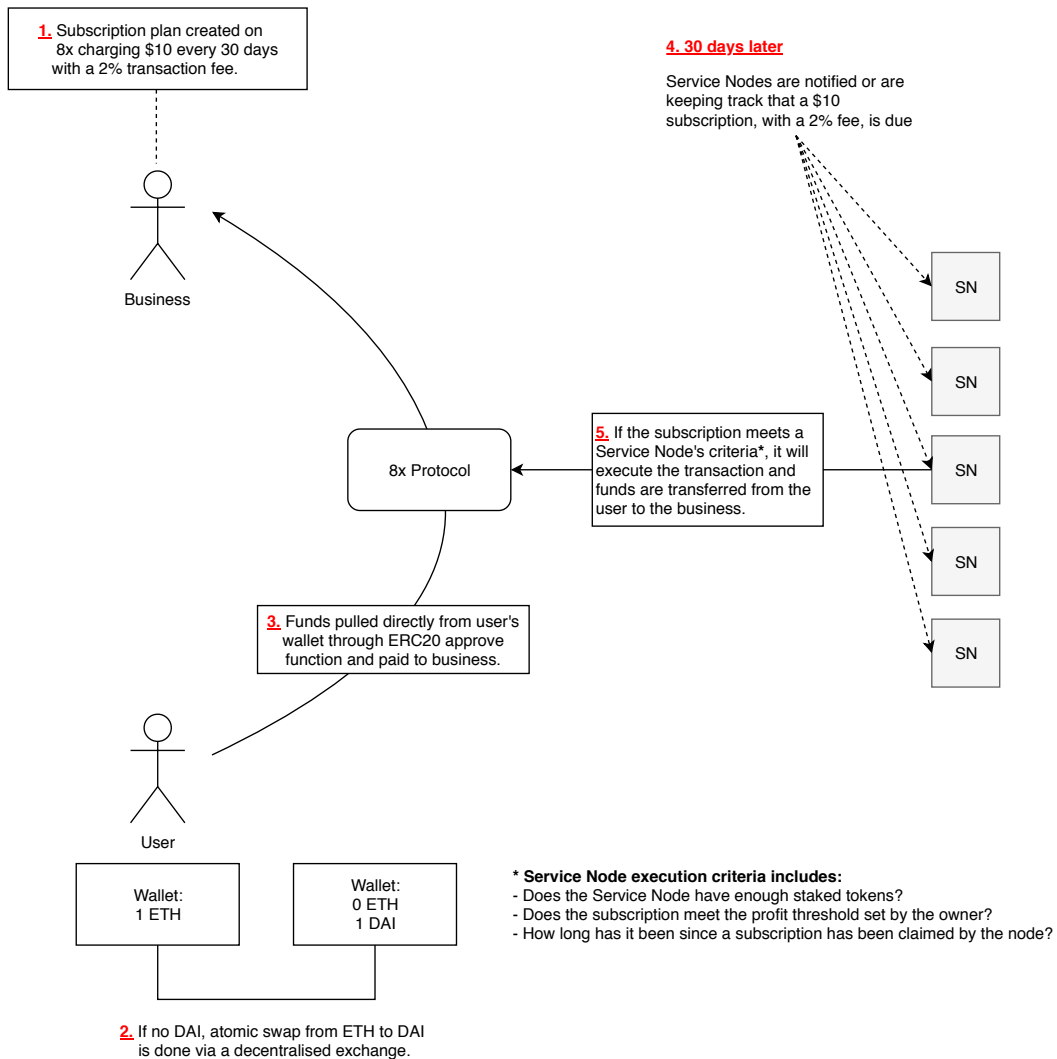 1. Subscription plan created on
8x charging $10 every 30 days
with a 2% transaction fee.
Business
4. 30 days later
Service Nodes are notified or are
keeping track that a $10
subscription, with a 2% fee, is due
SN
SN
SN
SN
SN
8x Protocol
5. If the subscription meets a
Service Node's criteria*, it will
execute the transaction and
funds are transferred from the
user to the business.
3. Funds pulled directly from user's
wallet through ERC20 approve
function and paid to business.
User
Wallet:
1 ETH
Wallet:
0 ETH
1 DAI
2. If no DAI, atomic swap from ETH to DAI
is done via a decentralised exchange.
* Service Node execution criteria includes:
- Does the Service Node have enough staked tokens?
- Does the subscription meet the profit threshold set by the owner?
- How long has it been since a subscription has been claimed by the node?